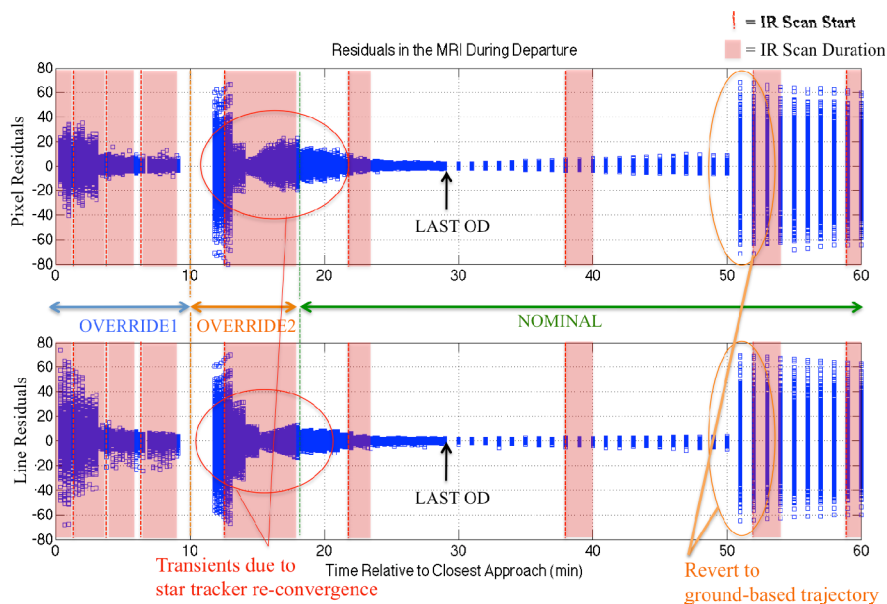 = IR Scan Start
Residuals in the MRI During Departure
= IR Scan Duration
Pixel Residuals
80
60
40
20
0
-20
-40
-60
-80
LAST OD
0
10
20
30
40
50
60
OVERRIDE1
OVERRIDE2
NOMINAL
Line Residuals
80
60
40
20
0
-20
-40
-60
-80
LAST OD
0
10
20
30
40
50
60
Transients due to
star tracker re-convergence
Time Relative to Closest Approach (min)
Revert to
ground-based trajectory